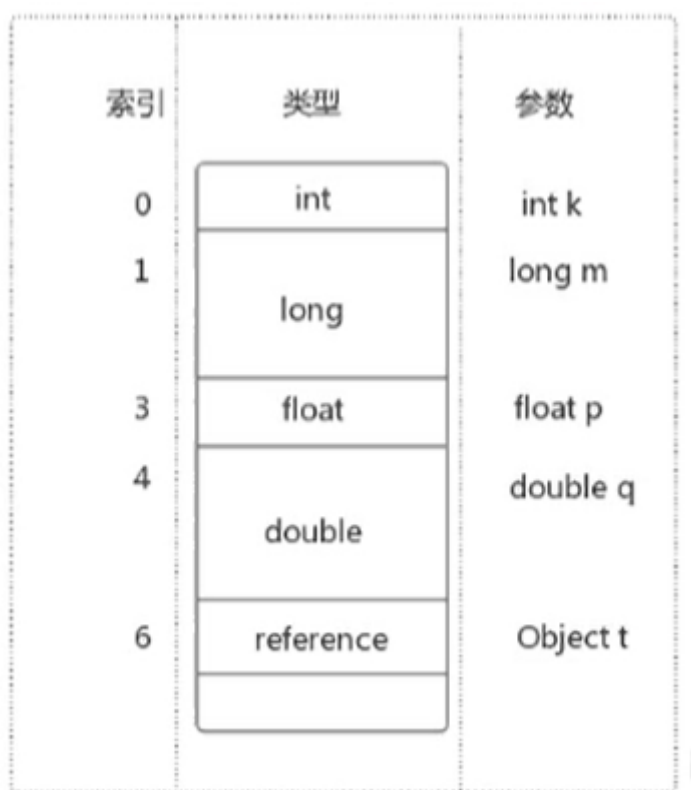 索引 类型 参数
0 int int k
1 long long m
3 float float p
4 double double q
6 reference Object t